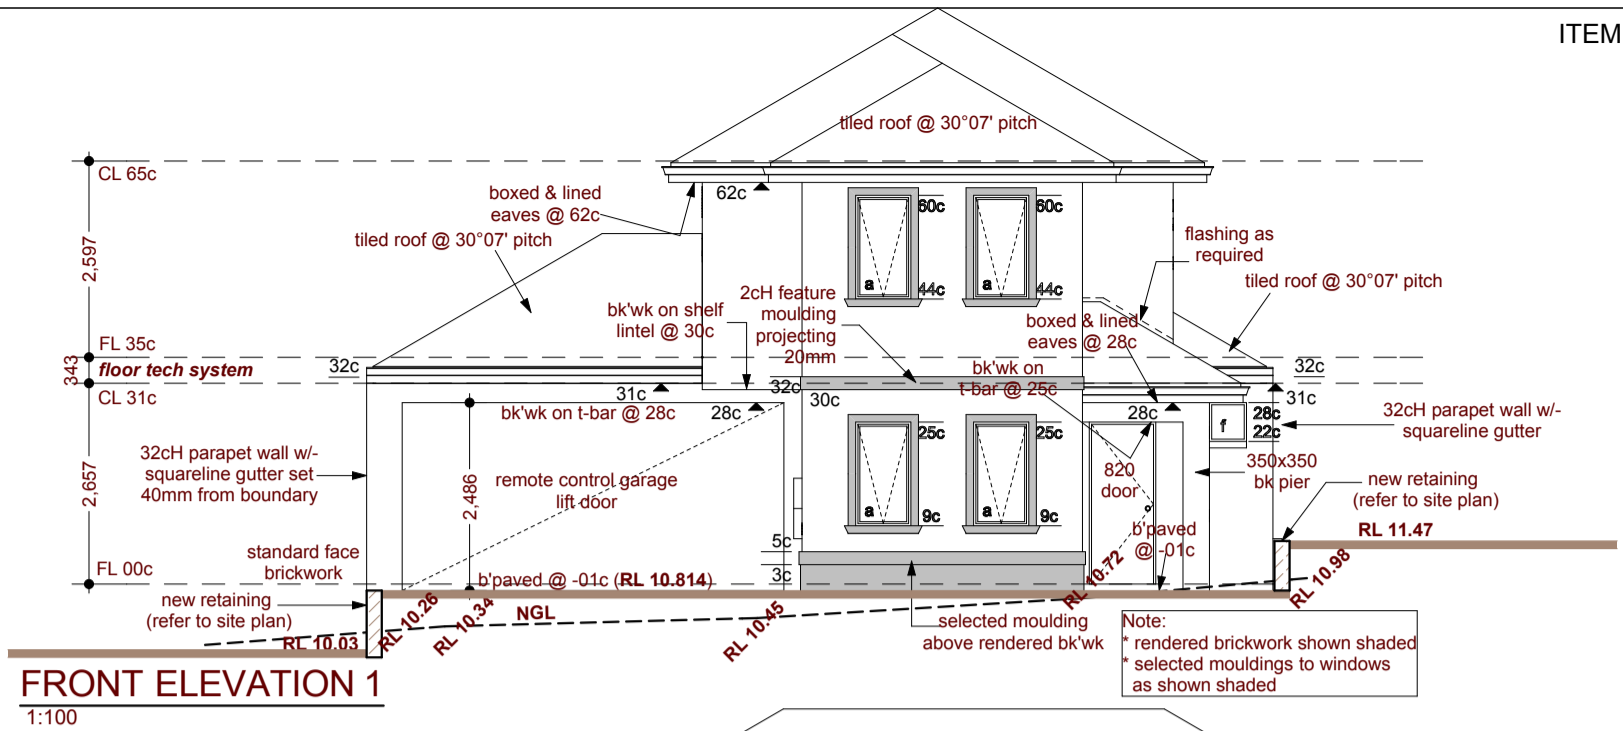 ITEM
tiled roof @ 30°07' pitch
CL 65c
boxed & lined
eaves @ 62c
62c
60c
60c
tiled roof @ 30°07' pitch
flashing as
required
2,597
tiled roof @ 30°07' pitch
a
44c
a
44c
2cH feature
moulding
projecting
20mm
bk'wk on shelf
lintel @ 30c
boxed & lined
eaves @ 28c
FL 35c
343
floor tech system
32c
32c
bk'wk on
t-bar @ 25c
32c
CL 31c
31c
30c
31c
bk'wk on t-bar @ 28c
28c
28c
28c
22c
f
32cH parapet wall w/-
squareline gutter
25c
25c
32cH parapet wall w/-
squareline gutter set
40mm from boundary
2,657
2,486
remote control garage
lift door
820
door
350x350
bk pier
new retaining
(refer to site plan)
a
9c
a
9c
RL 11.47
b'paved
@ -01c
5c
standard face
brickwork
FL 00c
b'paved @ -01c (RL 10.814)
3c
RL 10.72
RL 10.98
new retaining
(refer to site plan)
RL 10.03
RL 10.26
RL 10.34
NGL
RL 10.45
selected moulding
above rendered bk'wk
Note:
* rendered brickwork shown shaded
* selected mouldings to windows
as shown shaded
FRONT ELEVATION 1
1:100